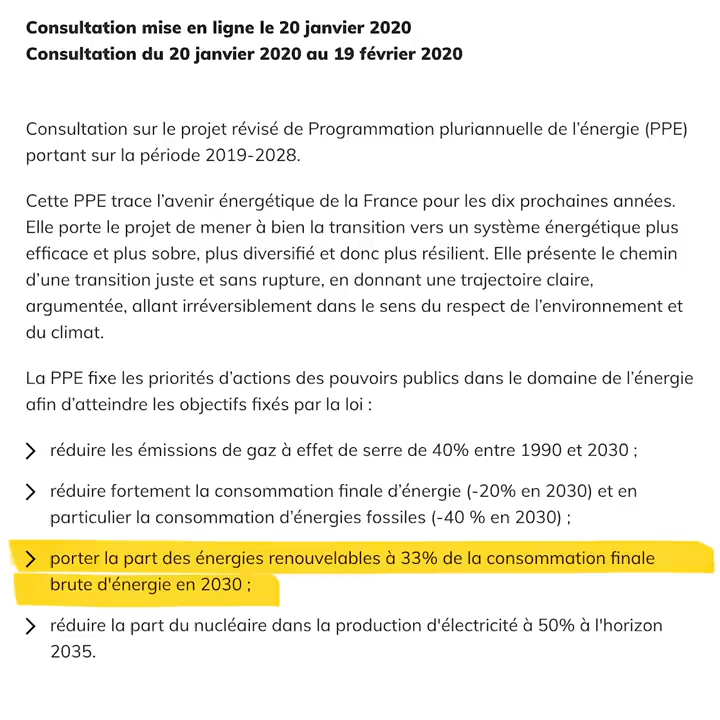 Consultation mise en ligne le 20 janvier 2020
Consultation du 20 janvier 2020 au 19 février 2020
Consultation sur le projet révisé de Programmation pluriannuelle de l’énergie (PPE)
portant sur la période 2019-2028.
Cette PPE trace l’avenir énergétique de la France pour les dix prochaines années.
Elle porte le projet de mener à bien la transition vers un système énergétique plus
efficace et plus sobre, plus diversifié et donc plus résilient. Elle présente le chemin
d’une transition juste et sans rupture, en donnant une trajectoire claire,
argumentée, allant irréversiblement dans le sens du respect de l’environnement et
du climat.
La PPE fixe les priorités d’actions des pouvoirs publics dans le domaine de l’énergie
afin d’atteindre les objectifs fixés par la loi :
réduire les émissions de gaz à effet de serre de 40% entre 1990 et 2030 ;
réduire fortement la consommation finale d’énergie (-20% en 2030) et en
particulier la consommation d’énergies fossiles (-40 % en 2030) ;
porter la part des énergies renouvelables à 33% de la consommation finale
brute d'énergie en 2030 ;
réduire la part du nucléaire dans la production d'électricité à 50% à l'horizon
2035.